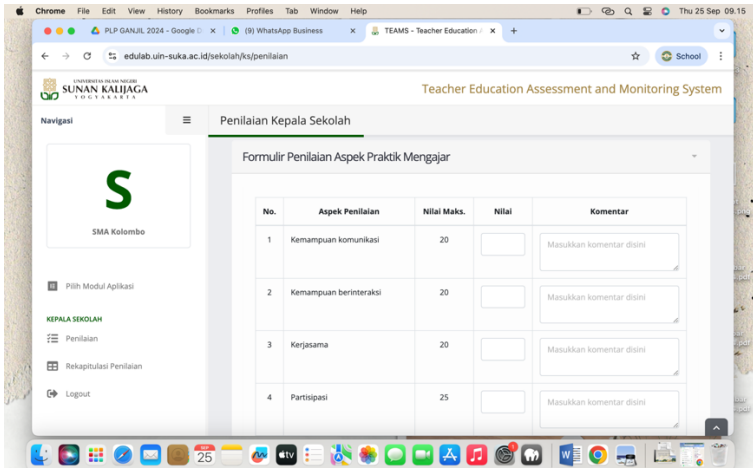 Chrome File Edit View History Bookmarks Profiles Tab Window Help
Thu 25 Sep 09.15
PLP GANJIL 2024 - Google D
(9) WhatsApp Business
TEAMS - Teacher Education A
edulab.uin-suka.ac.id/sekolah/ks/penilaian
School
UNIVERSITAS ISLAM NEGERI
SUNAN KALIJAGA
YOGYAKARTA
Teacher Education Assessment and Monitoring System
Navigasi
Penilaian Kepala Sekolah
S
SMA Kolombo
Pilih Modul Aplikasi
KEPALA SEKOLAH
Penilaian
Rekapitulasi Penilaian
Logout
Formulir Penilaian Aspek Praktik Mengajar
No. Aspek Penilaian Nilai Maks. Nilai Komentar
1 Kemampuan komunikasi 20 Masukkan komentar disini
2 Kemampuan berinteraksi 20 Masukkan komentar disini
3 Kerjasama 20 Masukkan komentar disini
4 Partisipasi 25 Masukkan komentar disini
SEP
25
tv
W